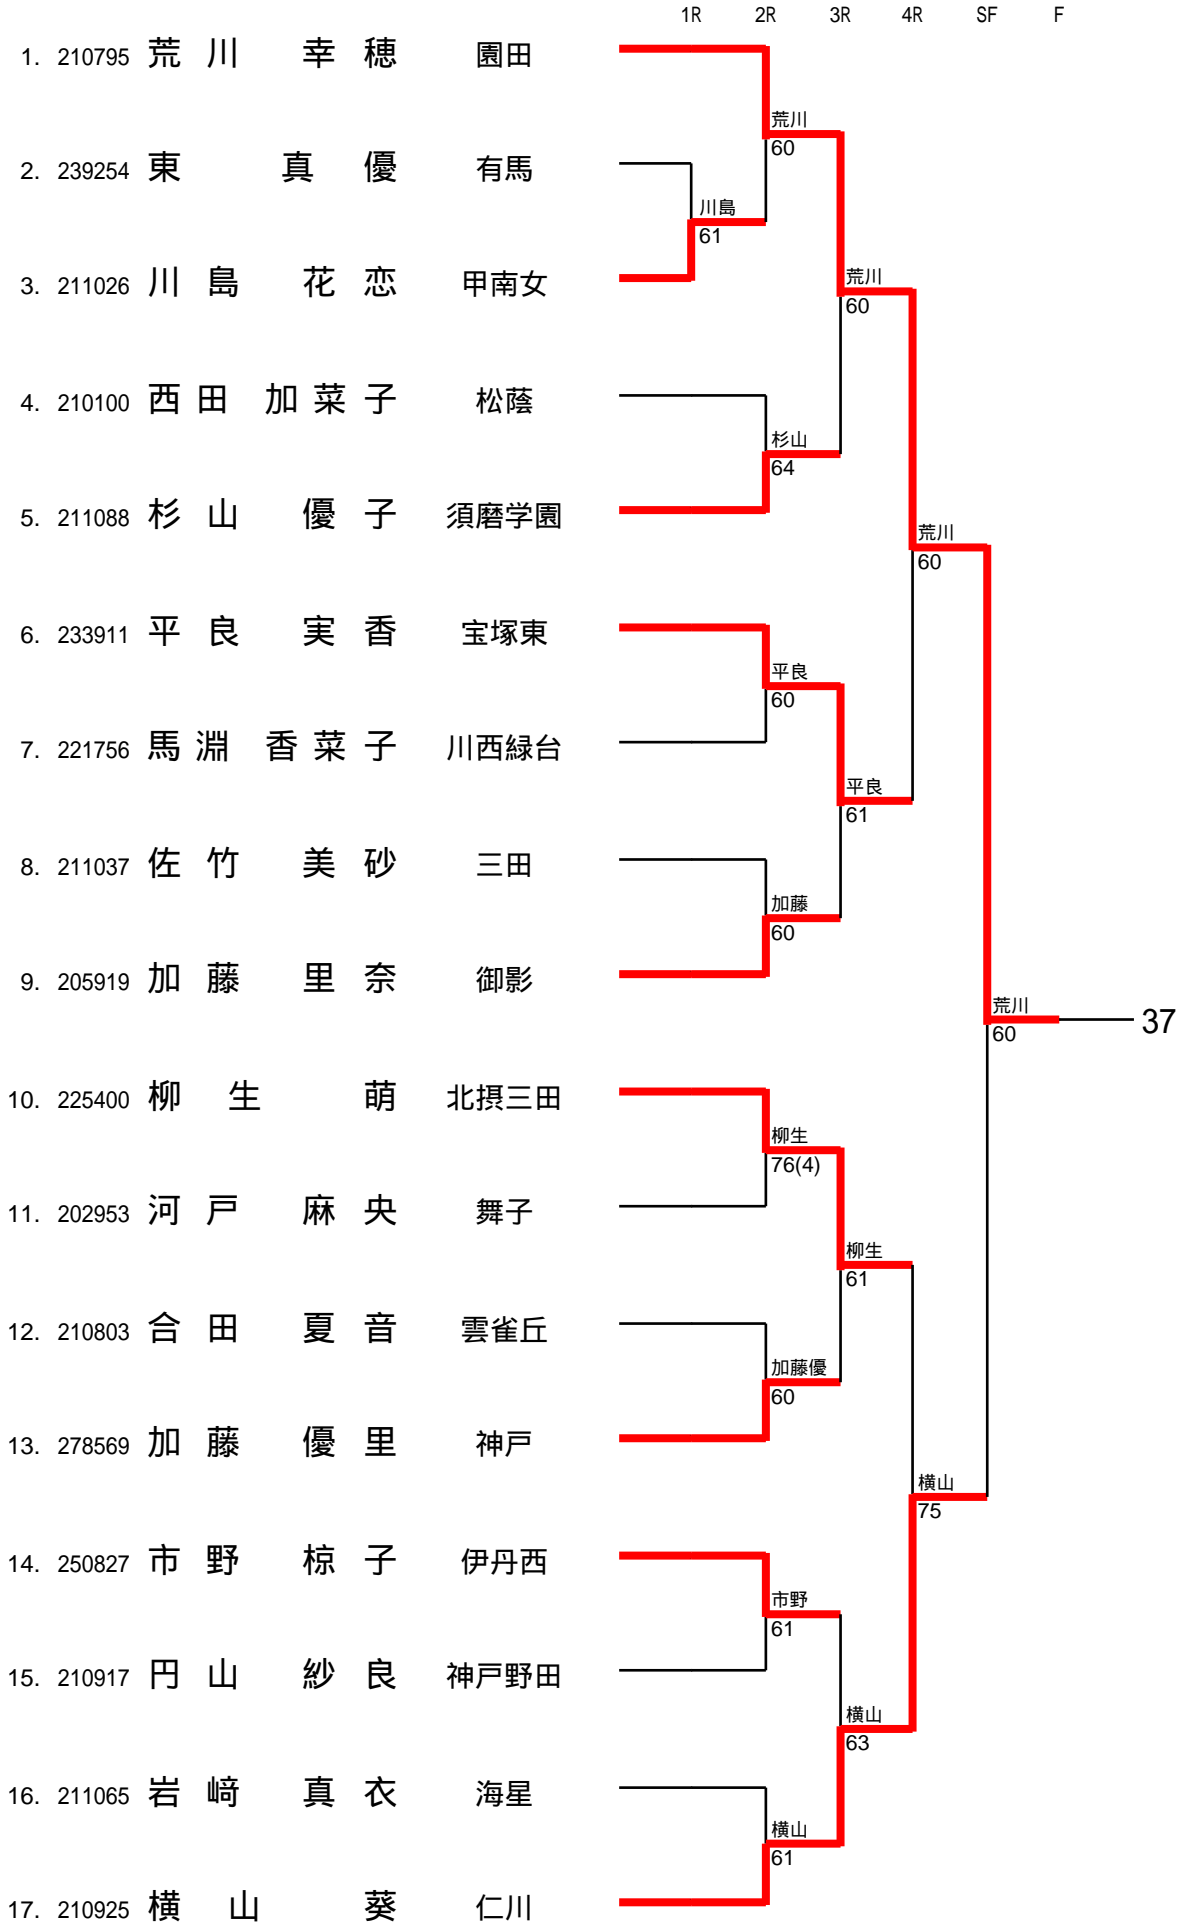 1R 2R 3R 4R SF F
1. 210795 荒川 幸穂 園田
荒川
60
2. 239254 東 真優 有馬
川島
61
3. 211026 川島 花恋 甲南女
荒川
60
4. 210100 西田 加菜子 松蔭
杉山
64
5. 211088 杉山 優子 須磨学園
荒川
60
6. 233911 平良 実香 宝塚東
平良
60
7. 221756 馬淵 香菜子 川西緑台
平良
61
8. 211037 佐竹 美砂 三田
加藤
60
9. 205919 加藤 里奈 御影
荒川
60
37
10. 225400 柳生 萌 北摂三田
柳生
76(4)
11. 202953 河戸 麻央 舞子
柳生
61
12. 210803 合田 夏音 雲雀丘
加藤優
60
13. 278569 加藤 優里 神戸
横山
75
14. 250827 市野 椋子 伊丹西
市野
61
15. 210917 円山 紗良 神戸野田
横山
63
16. 211065 岩﨑 真衣 海星
横山
61
17. 210925 横山 葵 仁川